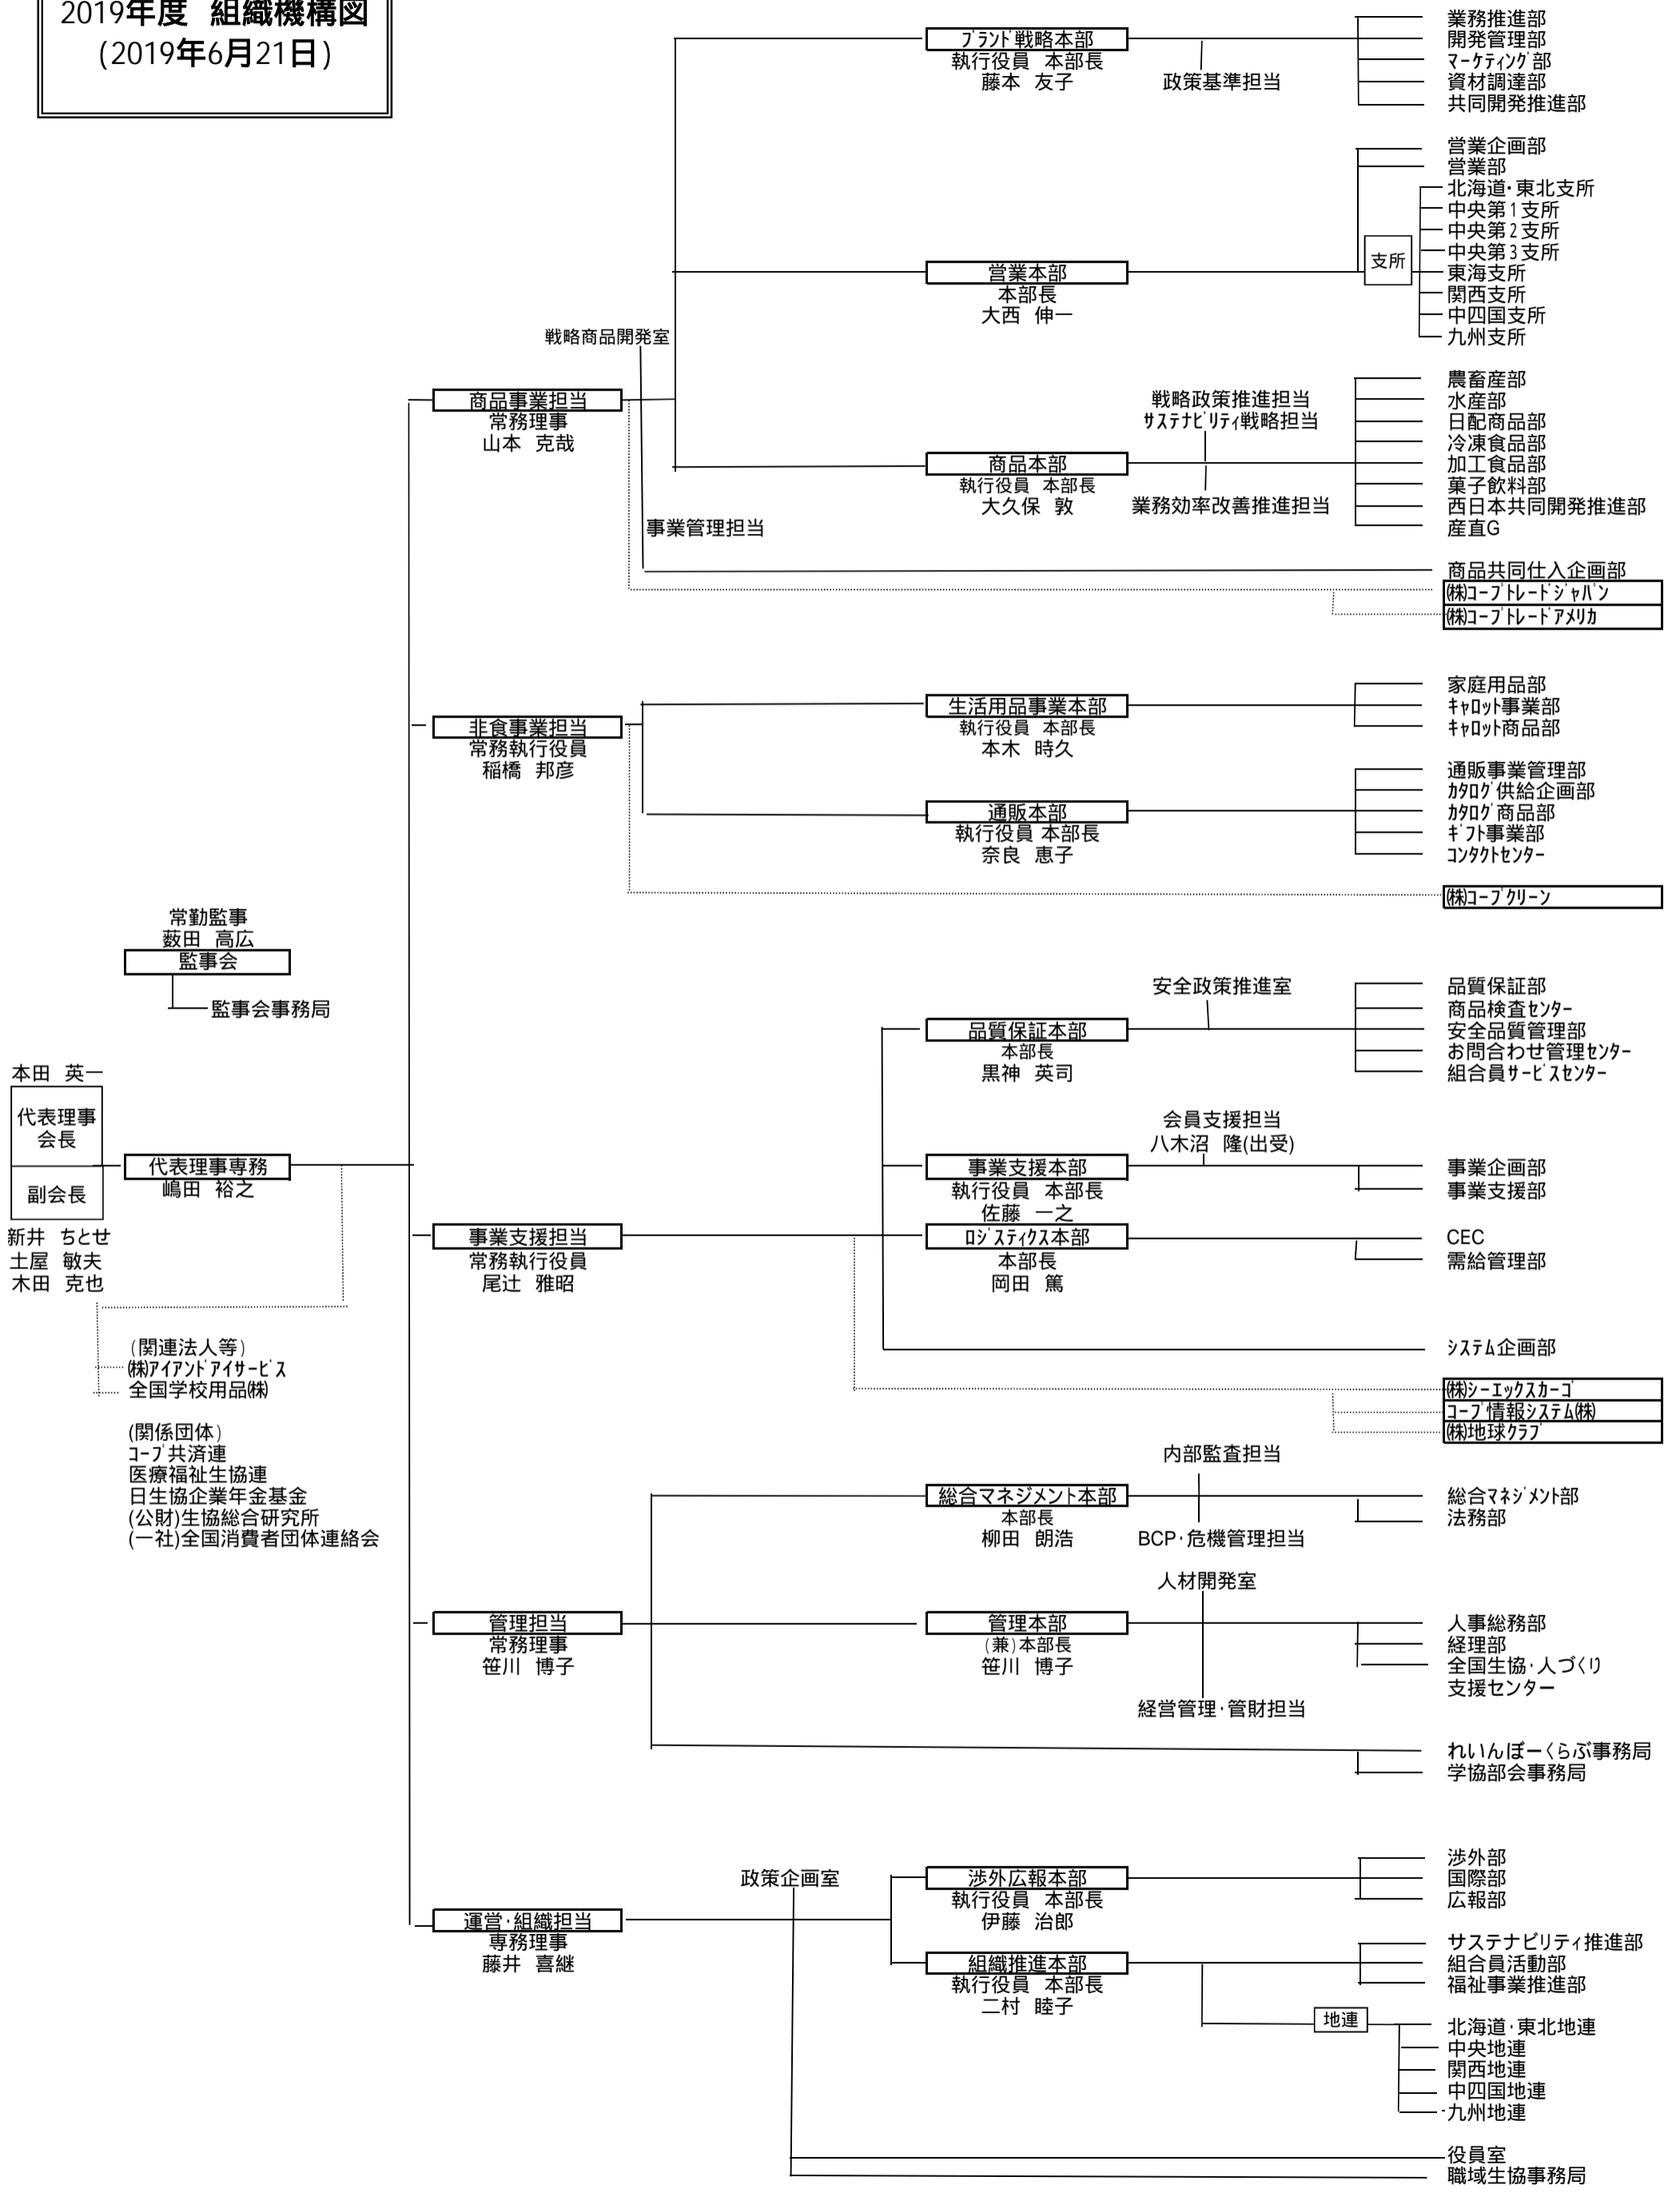 2019年度 組織機構図
(2019年6月21日)
本田 英一
代表理事
会長
副会長
新井 ちとせ
土屋 敏夫
木田 克也
常勤監事
薮田 高広
監事会
監事会事務局
代表理事専務
嶋田 裕之
(関連法人等)
㈱ｱｲｱﾝﾄﾞｱｲｻｰﾋﾞｽ
全国学校用品㈱
(関係団体)
ｺｰﾌﾟ共済連
医療福祉生協連
日生協企業年金基金
(公財)生協総合研究所
(一社)全国消費者団体連絡会
商品事業担当
常務理事
山本 克哉
戦略商品開発室
事業管理担当
ﾌﾞﾗﾝﾄﾞ戦略本部
執行役員 本部長
藤本 友子
政策基準担当
業務推進部
開発管理部
ﾏｰｹﾃｨﾝｸﾞ部
資材調達部
共同開発推進部
営業本部
本部長
大西 伸一
営業企画部
営業部
支所
北海道･東北支所
中央第1支所
中央第2支所
中央第3支所
東海支所
関西支所
中四国支所
九州支所
商品本部
執行役員 本部長
大久保 敦
戦略政策推進担当
ｻｽﾃﾅﾋﾞﾘﾃｨ戦略担当
業務効率改善推進担当
農畜産部
水産部
日配商品部
冷凍食品部
加工食品部
菓子飲料部
西日本共同開発推進部
産直G
商品共同仕入企画部
㈱ｺｰﾌﾟﾄﾚｰﾄﾞｼﾞｬﾊﾟﾝ
㈱ｺｰﾌﾟﾄﾚｰﾄﾞｱﾒﾘｶ
非食事業担当
常務執行役員
稲橋 邦彦
生活用品事業本部
執行役員 本部長
本木 時久
家庭用品部
ｷｬﾛｯﾄ事業部
ｷｬﾛｯﾄ商品部
通販本部
執行役員 本部長
奈良 恵子
通販事業管理部
ｶﾀﾛｸﾞ供給企画部
ｶﾀﾛｸﾞ商品部
ｷﾞﾌﾄ事業部
ｺﾝﾀｸﾄｾﾝﾀｰ
㈱ｺｰﾌﾟｸﾘｰﾝ
事業支援担当
常務執行役員
尾辻 雅昭
品質保証本部
本部長
黒神 英司
安全政策推進室
品質保証部
商品検査ｾﾝﾀｰ
安全品質管理部
お問合わせ管理ｾﾝﾀｰ
組合員ｻｰﾋﾞｽｾﾝﾀｰ
事業支援本部
執行役員 本部長
佐藤 一之
会員支援担当
八木沼 隆(出受)
事業企画部
事業支援部
ﾛｼﾞｽﾃｨｸｽ本部
本部長
岡田 篤
CEC
需給管理部
ｼｽﾃﾑ企画部
㈱ｼｰｴｯｸｽｶｰｺﾞ
ｺｰﾌﾟ情報ｼｽﾃﾑ㈱
㈱地球ｸﾗﾌﾞ
管理担当
常務理事
笹川 博子
総合マネジメント本部
本部長
柳田 朗浩
内部監査担当
BCP･危機管理担当
総合ﾏﾈｼﾞﾒﾝﾄ部
法務部
管理本部
(兼)本部長
笹川 博子
人材開発室
経営管理･管財担当
人事総務部
経理部
全国生協･人づくり
支援センター
れいんぼーくらぶ事務局
学協部会事務局
運営･組織担当
専務理事
藤井 喜継
政策企画室
渉外広報本部
執行役員 本部長
伊藤 治郎
渉外部
国際部
広報部
組織推進本部
執行役員 本部長
二村 睦子
サステナビリティ推進部
組合員活動部
福祉事業推進部
地連
北海道･東北地連
中央地連
関西地連
中四国地連
九州地連
役員室
職域生協事務局